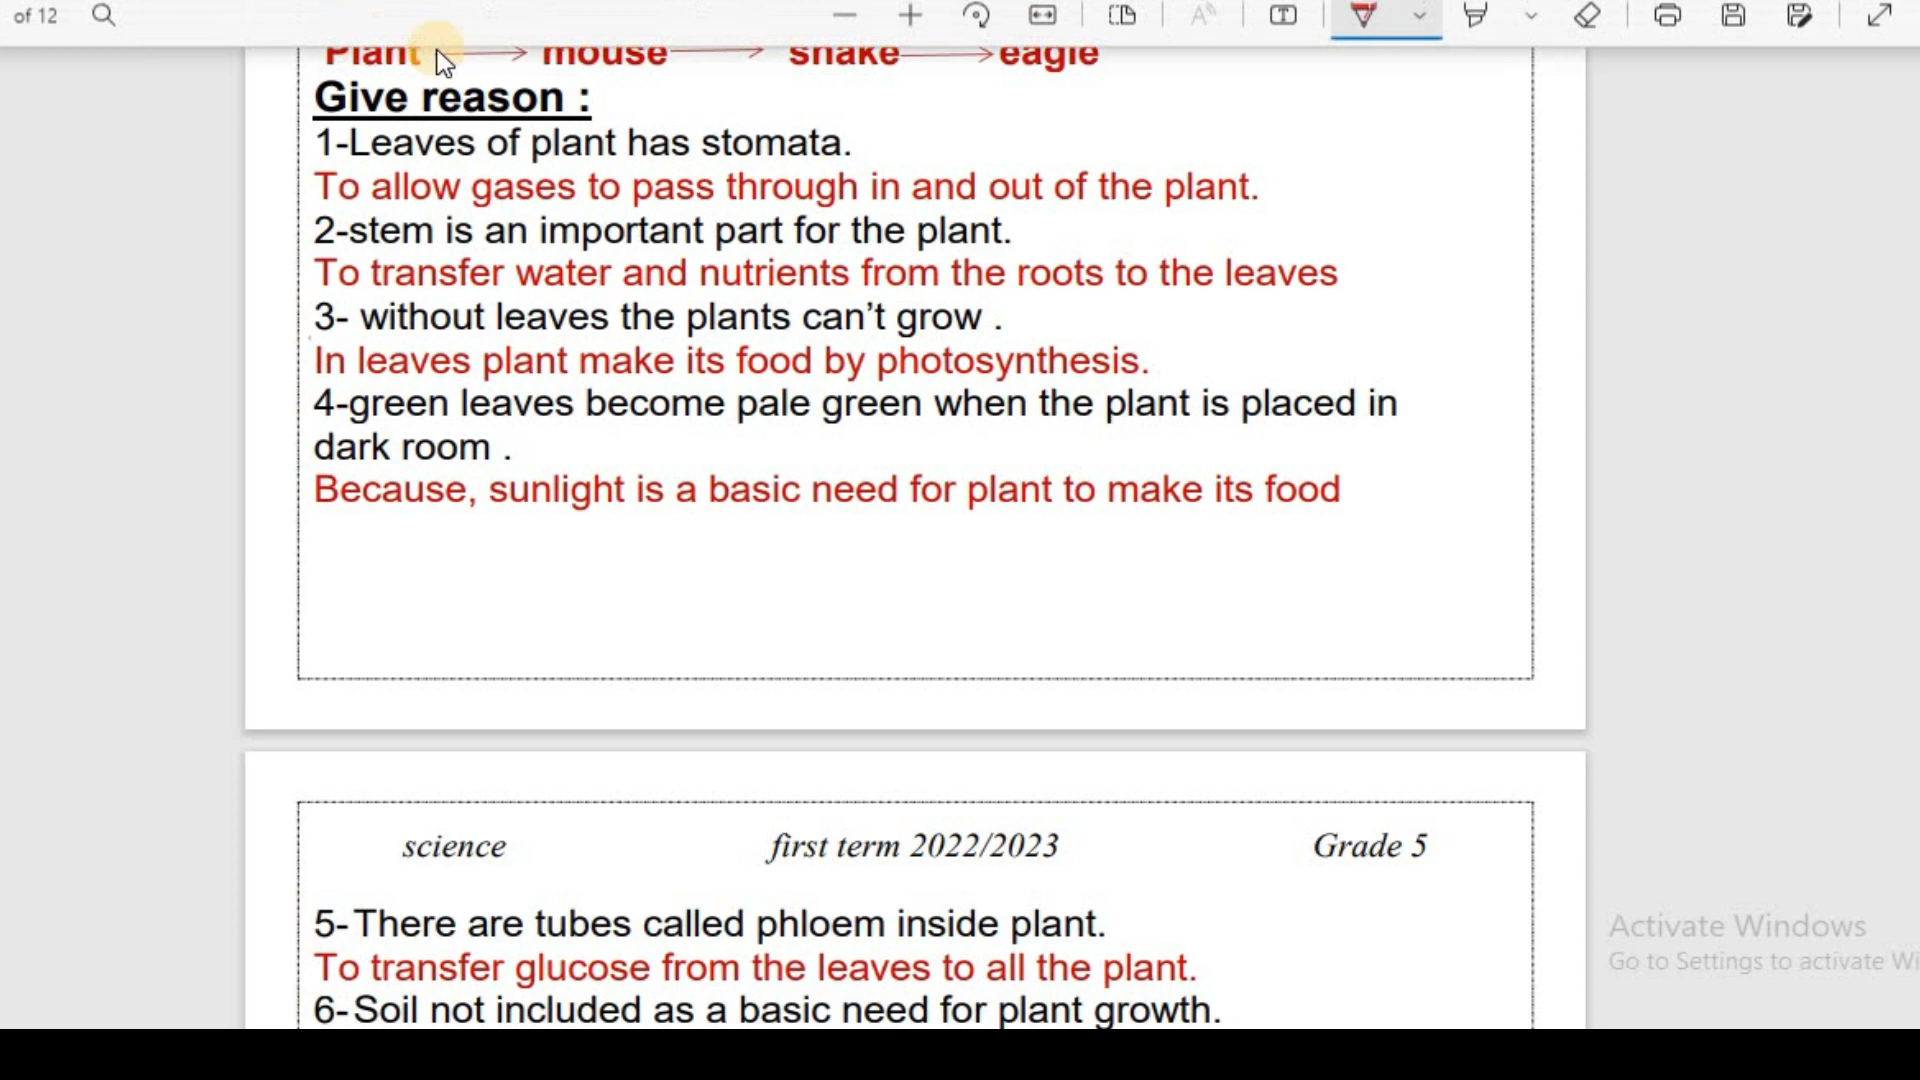 of 12
Plant mouse snake eagle
Give reason :
1-Leaves of plant has stomata.
To allow gases to pass through in and out of the plant.
2-stem is an important part for the plant.
To transfer water and nutrients from the roots to the leaves
3- without leaves the plants can’t grow .
In leaves plant make its food by photosynthesis.
4-green leaves become pale green when the plant is placed in
dark room .
Because, sunlight is a basic need for plant to make its food
science first term 2022/2023 Grade 5
5-There are tubes called phloem inside plant.
To transfer glucose from the leaves to all the plant.
6-Soil not included as a basic need for plant growth.
Activate Windows
Go to Settings to activate Wi